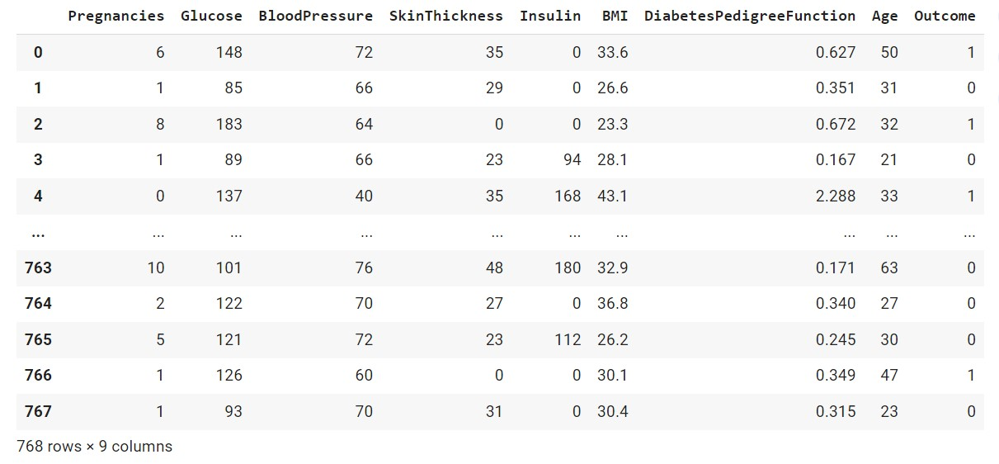 Pregnancies Glucose BloodPressure SkinThickness Insulin BMI DiabetesPedigreeFunction Age Outcome
0 6 148 72 35 0 33.6 0.627 50 1
1 1 85 66 29 0 26.6 0.351 31 0
2 8 183 64 0 0 23.3 0.672 32 1
3 1 89 66 23 94 28.1 0.167 21 0
4 0 137 40 35 168 43.1 2.288 33 1
... ... ... ... ... ... ... ... ... ...
763 10 101 76 48 180 32.9 0.171 63 0
764 2 122 70 27 0 36.8 0.340 27 0
765 5 121 72 23 112 26.2 0.245 30 0
766 1 126 60 0 0 30.1 0.349 47 1
767 1 93 70 31 0 30.4 0.315 23 0
768 rows × 9 columns